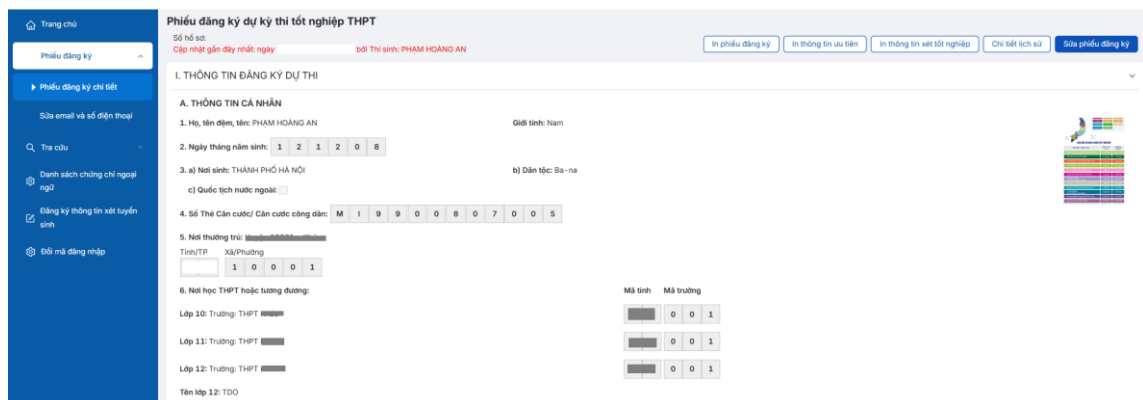 Trang chủ
Phiếu đăng ký
Phiếu đăng ký chi tiết
Sửa email và số điện thoại
Tra cứu
Danh sách chứng chỉ ngoại
ngữ
Đăng ký thông tin xét tuyển
sinh
Đổi mã đăng nhập
Phiếu đăng ký dự kỳ thi tốt nghiệp THPT
Số hồ sơ:
Cập nhật gần đây nhất: ngày bởi Thí sinh: PHẠM HOÀNG AN
In phiếu đăng ký In thông tin ưu tiên In thông tin xét tốt nghiệp Chi tiết lịch sử Sửa phiếu đăng ký
I. THÔNG TIN ĐĂNG KÝ DỰ THI
A. THÔNG TIN CÁ NHÂN
1. Họ, tên đệm, tên: PHẠM HOÀNG AN Giới tính: Nam
2. Ngày tháng năm sinh: 1 2 1 2 0 8
3. a) Nơi sinh: THÀNH PHỐ HÀ NỘI b) Dân tộc: Ba-na
c) Quốc tịch nước ngoài:
4. Số Thẻ Căn cước/ Căn cước công dân: M I 9 9 0 0 8 0 7 0 0 5
5. Nơi thường trú:
Tỉnh/TP Xã/Phường
1 0 0 0 1
6. Nơi học THPT hoặc tương đương: Mã tỉnh Mã trường
Lớp 10: Trường: THPT 0 0 1
Lớp 11: Trường: THPT 0 0 1
Lớp 12: Trường: THPT 0 0 1
Tên lớp 12: TDO